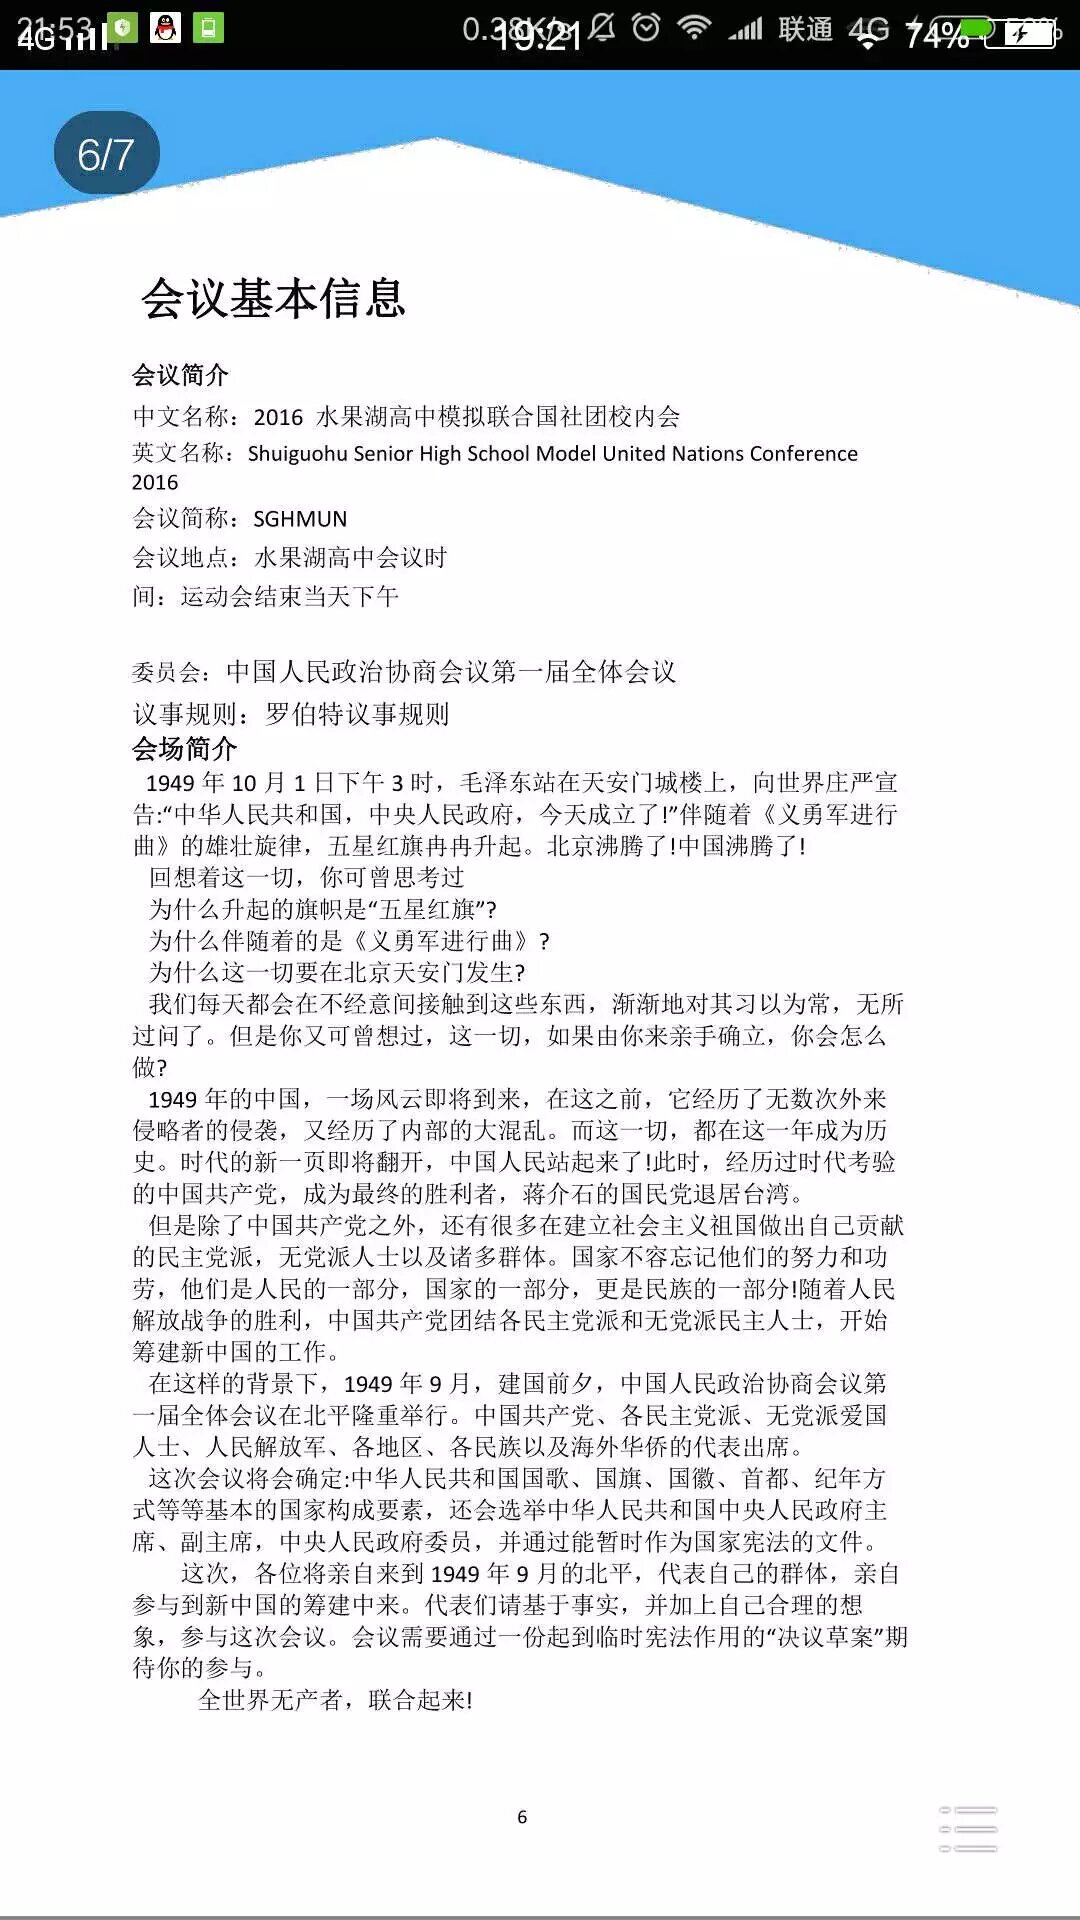 21:53
4G
0.38K/s
19:21
联通 4G
74%
6/7
会议基本信息
会议简介
中文名称：2016 水果湖高中模拟联合国社团校内会
英文名称：Shuiguohu Senior High School Model United Nations Conference
2016
会议简称：SGHMUN
会议地点：水果湖高中会议时
间：运动会结束当天下午
委员会：中国人民政治协商会议第一届全体会议
议事规则：罗伯特议事规则
会场简介
1949 年 10 月 1 日下午 3 时，毛泽东站在天安门城楼上，向世界庄严宣
告:“中华人民共和国，中央人民政府，今天成立了!”伴随着《义勇军进行
曲》的雄壮旋律，五星红旗冉冉升起。北京沸腾了!中国沸腾了!
回想着这一切，你可曾思考过
为什么升起的旗帜是“五星红旗”?
为什么伴随着的是《义勇军进行曲》?
为什么这一切要在北京天安门发生?
我们每天都会在不经意间接触到这些东西，渐渐地对其习以为常，无所
过问了。但是你又可曾想过，这一切，如果由你来亲手确立，你会怎么
做?
1949 年的中国，一场风云即将到来，在这之前，它经历了无数次外来
侵略者的侵袭，又经历了内部的大混乱。而这一切，都在这一年成为历
史。时代的新一页即将翻开，中国人民站起来了!此时，经历过时代考验
的中国共产党，成为最终的胜利者，蒋介石的国民党退居台湾。
但是除了中国共产党之外，还有很多在建立社会主义祖国做出自己贡献
的民主党派，无党派人士以及诸多群体。国家不容忘记他们的努力和功
劳，他们是人民的一部分，国家的一部分，更是民族的一部分!随着人民
解放战争的胜利，中国共产党团结各民主党派和无党派民主人士，开始
筹建新中国的工作。
在这样的背景下，1949 年 9 月，建国前夕，中国人民政治协商会议第
一届全体会议在北平隆重举行。中国共产党、各民主党派、无党派爱国
人士、人民解放军、各地区、各民族以及海外华侨的代表出席。
这次会议将会确定:中华人民共和国国歌、国旗、国徽、首都、纪年方
式等等基本的国家构成要素，还会选举中华人民共和国中央人民政府主
席、副主席，中央人民政府委员，并通过能暂时作为国家宪法的文件。
这次，各位将亲自来到 1949 年 9 月的北平，代表自己的群体，亲自
参与到新中国的筹建中来。代表们请基于事实，并加上自己合理的想
象，参与这次会议。会议需要通过一份起到临时宪法作用的“决议草案”期
待你的参与。
全世界无产者，联合起来!
6